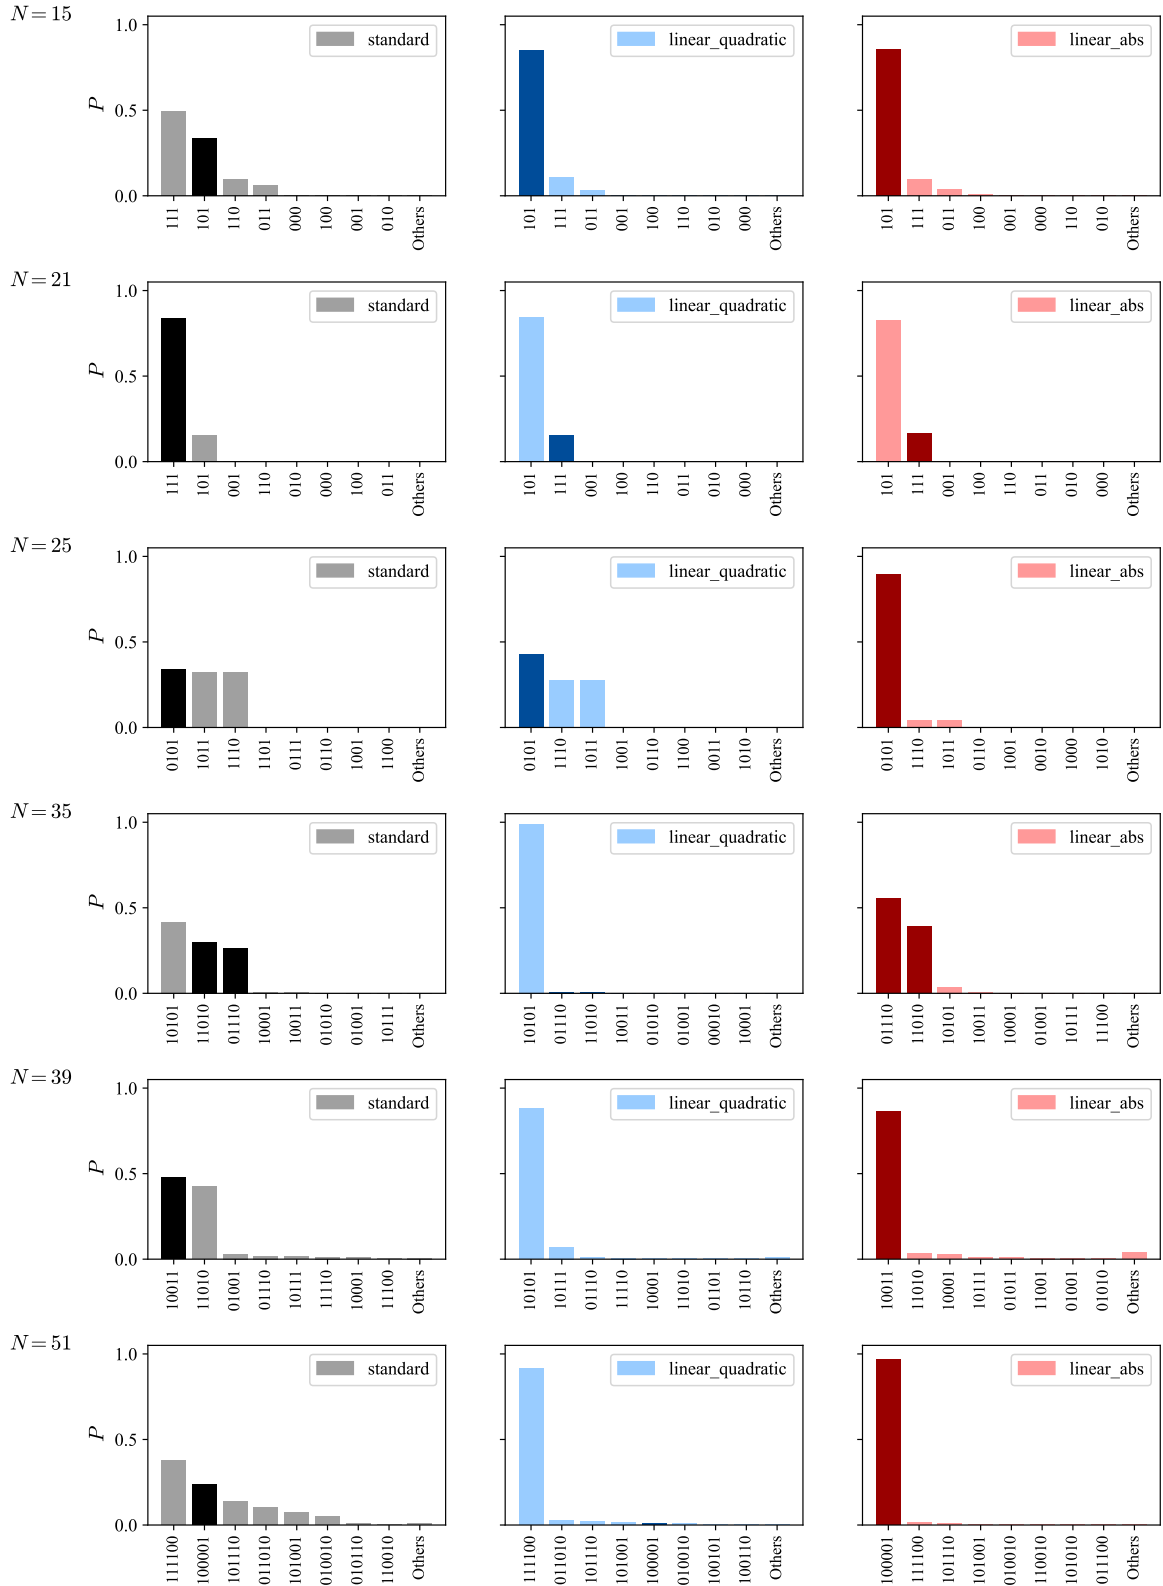 N=15
1.0
0.5
0.0
P
standard
111 101 110 011 000 100 001 010 Others
linear_quadratic
101 111 011 001 100 110 010 000 Others
linear_abs
101 111 011 100 001 000 110 010 Others
N=21
1.0
0.5
0.0
P
standard
111 101 001 110 010 000 100 011 Others
linear_quadratic
101 111 001 100 110 011 010 000 Others
linear_abs
101 111 001 100 110 011 010 000 Others
N=25
1.0
0.5
0.0
P
standard
0101 1011 1110 1101 0111 0110 1001 1100 Others
linear_quadratic
0101 1110 1011 1001 0110 1100 0011 1010 Others
linear_abs
0101 1110 1011 0110 1001 0010 1000 1010 Others
N=35
1.0
0.5
0.0
P
standard
10101 11010 01110 10001 10011 01010 01001 10111 Others
linear_quadratic
10101 01110 11010 10011 01010 01001 00010 10001 Others
linear_abs
01110 11010 10101 10011 10001 01001 10111 11100 Others
N=39
1.0
0.5
0.0
P
standard
10011 11010 01001 01110 10111 11110 10001 11100 Others
linear_quadratic
10101 10111 01110 11110 10001 11010 10110 Others
linear_abs
10011 11010 10001 10111 01011 11001 01001 01010 Others
N=51
1.0
0.5
0.0
P
standard
111100 100001 101110 011010 101001 010010 010110 110010 Others
linear_quadratic
111100 011010 101110 101001 100001 010010 010101 100110 Others
linear_abs
100001 111100 101110 101001 010010 100110 101010 011100 Others